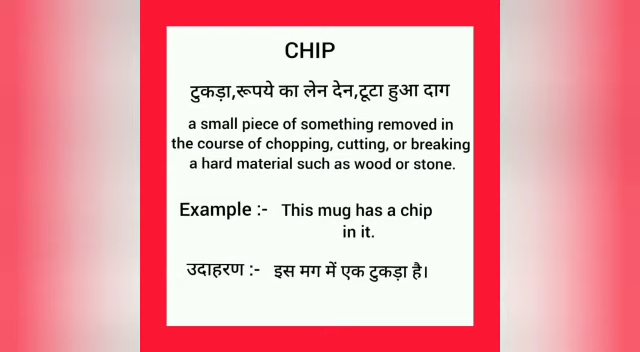 CHIP
टुकड़ा,रूपये का लेन देन,टूटा हुआ दाग
a small piece of something removed in
the course of chopping, cutting, or breaking
a hard material such as wood or stone.
Example :- This mug has a chip
in it.
उदाहरण :- इस मग में एक टुकड़ा है।